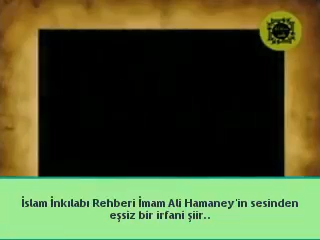 İslam İnkılabı Rehberi İmam Ali Hamaney'in sesinden
eşsiz bir irfani şiir..